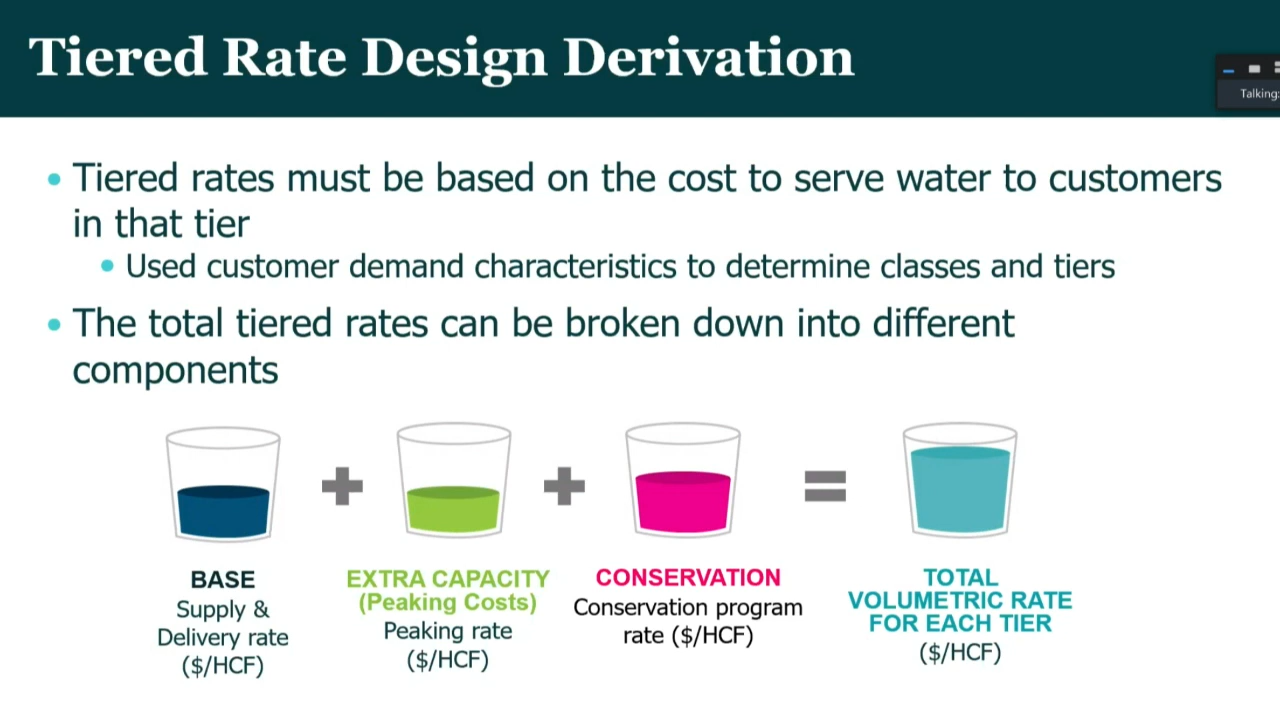 Tiered Rate Design Derivation
Talking:
• Tiered rates must be based on the cost to serve water to customers
in that tier
• Used customer demand characteristics to determine classes and tiers
• The total tiered rates can be broken down into different
components
BASE
Supply &
Delivery rate
($/HCF)
EXTRA CAPACITY
(Peaking Costs)
Peaking rate
($/HCF)
CONSERVATION
Conservation program
rate ($/HCF)
TOTAL
VOLUMETRIC RATE
FOR EACH TIER
($/HCF)